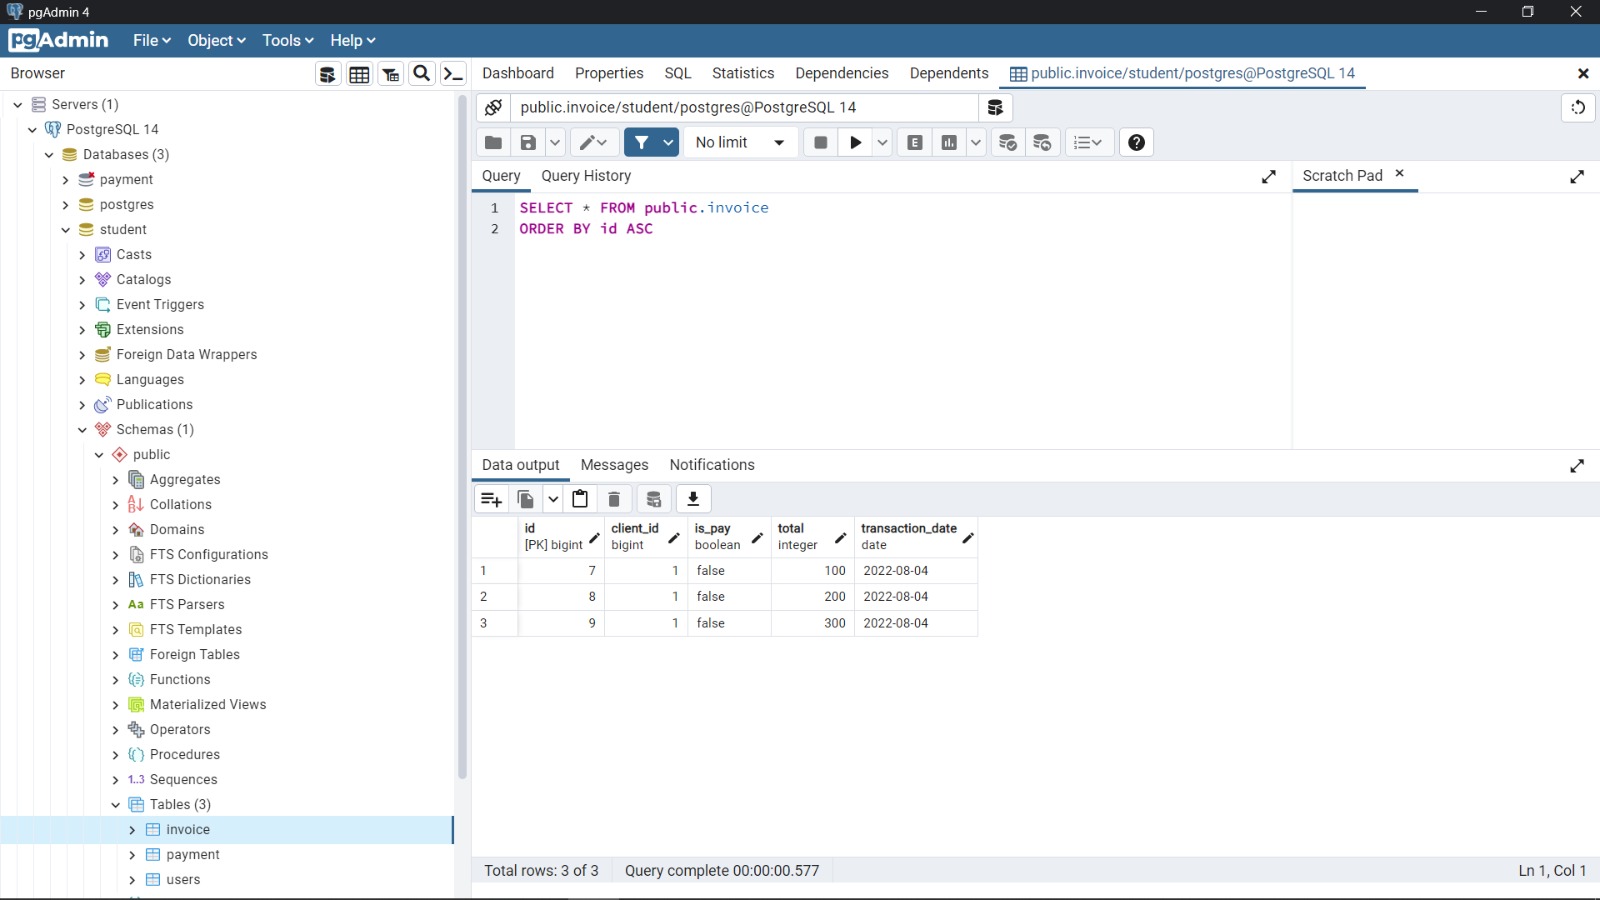 pgAdmin 4
pgAdmin File Object Tools Help
Browser
Servers (1)
PostgreSQL 14
Databases (3)
payment
postgres
student
Casts
Catalogs
Event Triggers
Extensions
Foreign Data Wrappers
Languages
Publications
Schemas (1)
public
Aggregates
Collations
Domains
FTS Configurations
FTS Dictionaries
Aa FTS Parsers
FTS Templates
Foreign Tables
Functions
Materialized Views
Operators
Procedures
1..3 Sequences
Tables (3)
invoice
payment
users
Dashboard Properties SQL Statistics Dependencies Dependents public.invoice/student/postgres@PostgreSQL 14
public.invoice/student/postgres@PostgreSQL 14
No limit E
Query Query History Scratch Pad
1 SELECT * FROM public.invoice
2 ORDER BY id ASC
Data output Messages Notifications
id client_id is_pay total transaction_date
[PK] bigint bigint boolean integer date
1 7 1 false 100 2022-08-04
2 8 1 false 200 2022-08-04
3 9 1 false 300 2022-08-04
Total rows: 3 of 3 Query complete 00:00:00.577 Ln 1, Col 1